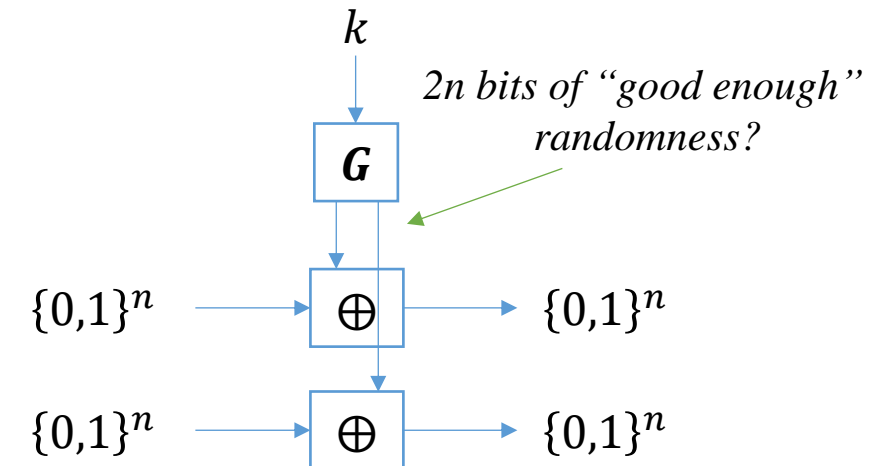 k
2n bits of “good enough”
randomness?
G
{0,1}ⁿ ⊕ {0,1}ⁿ
{0,1}ⁿ ⊕ {0,1}ⁿ